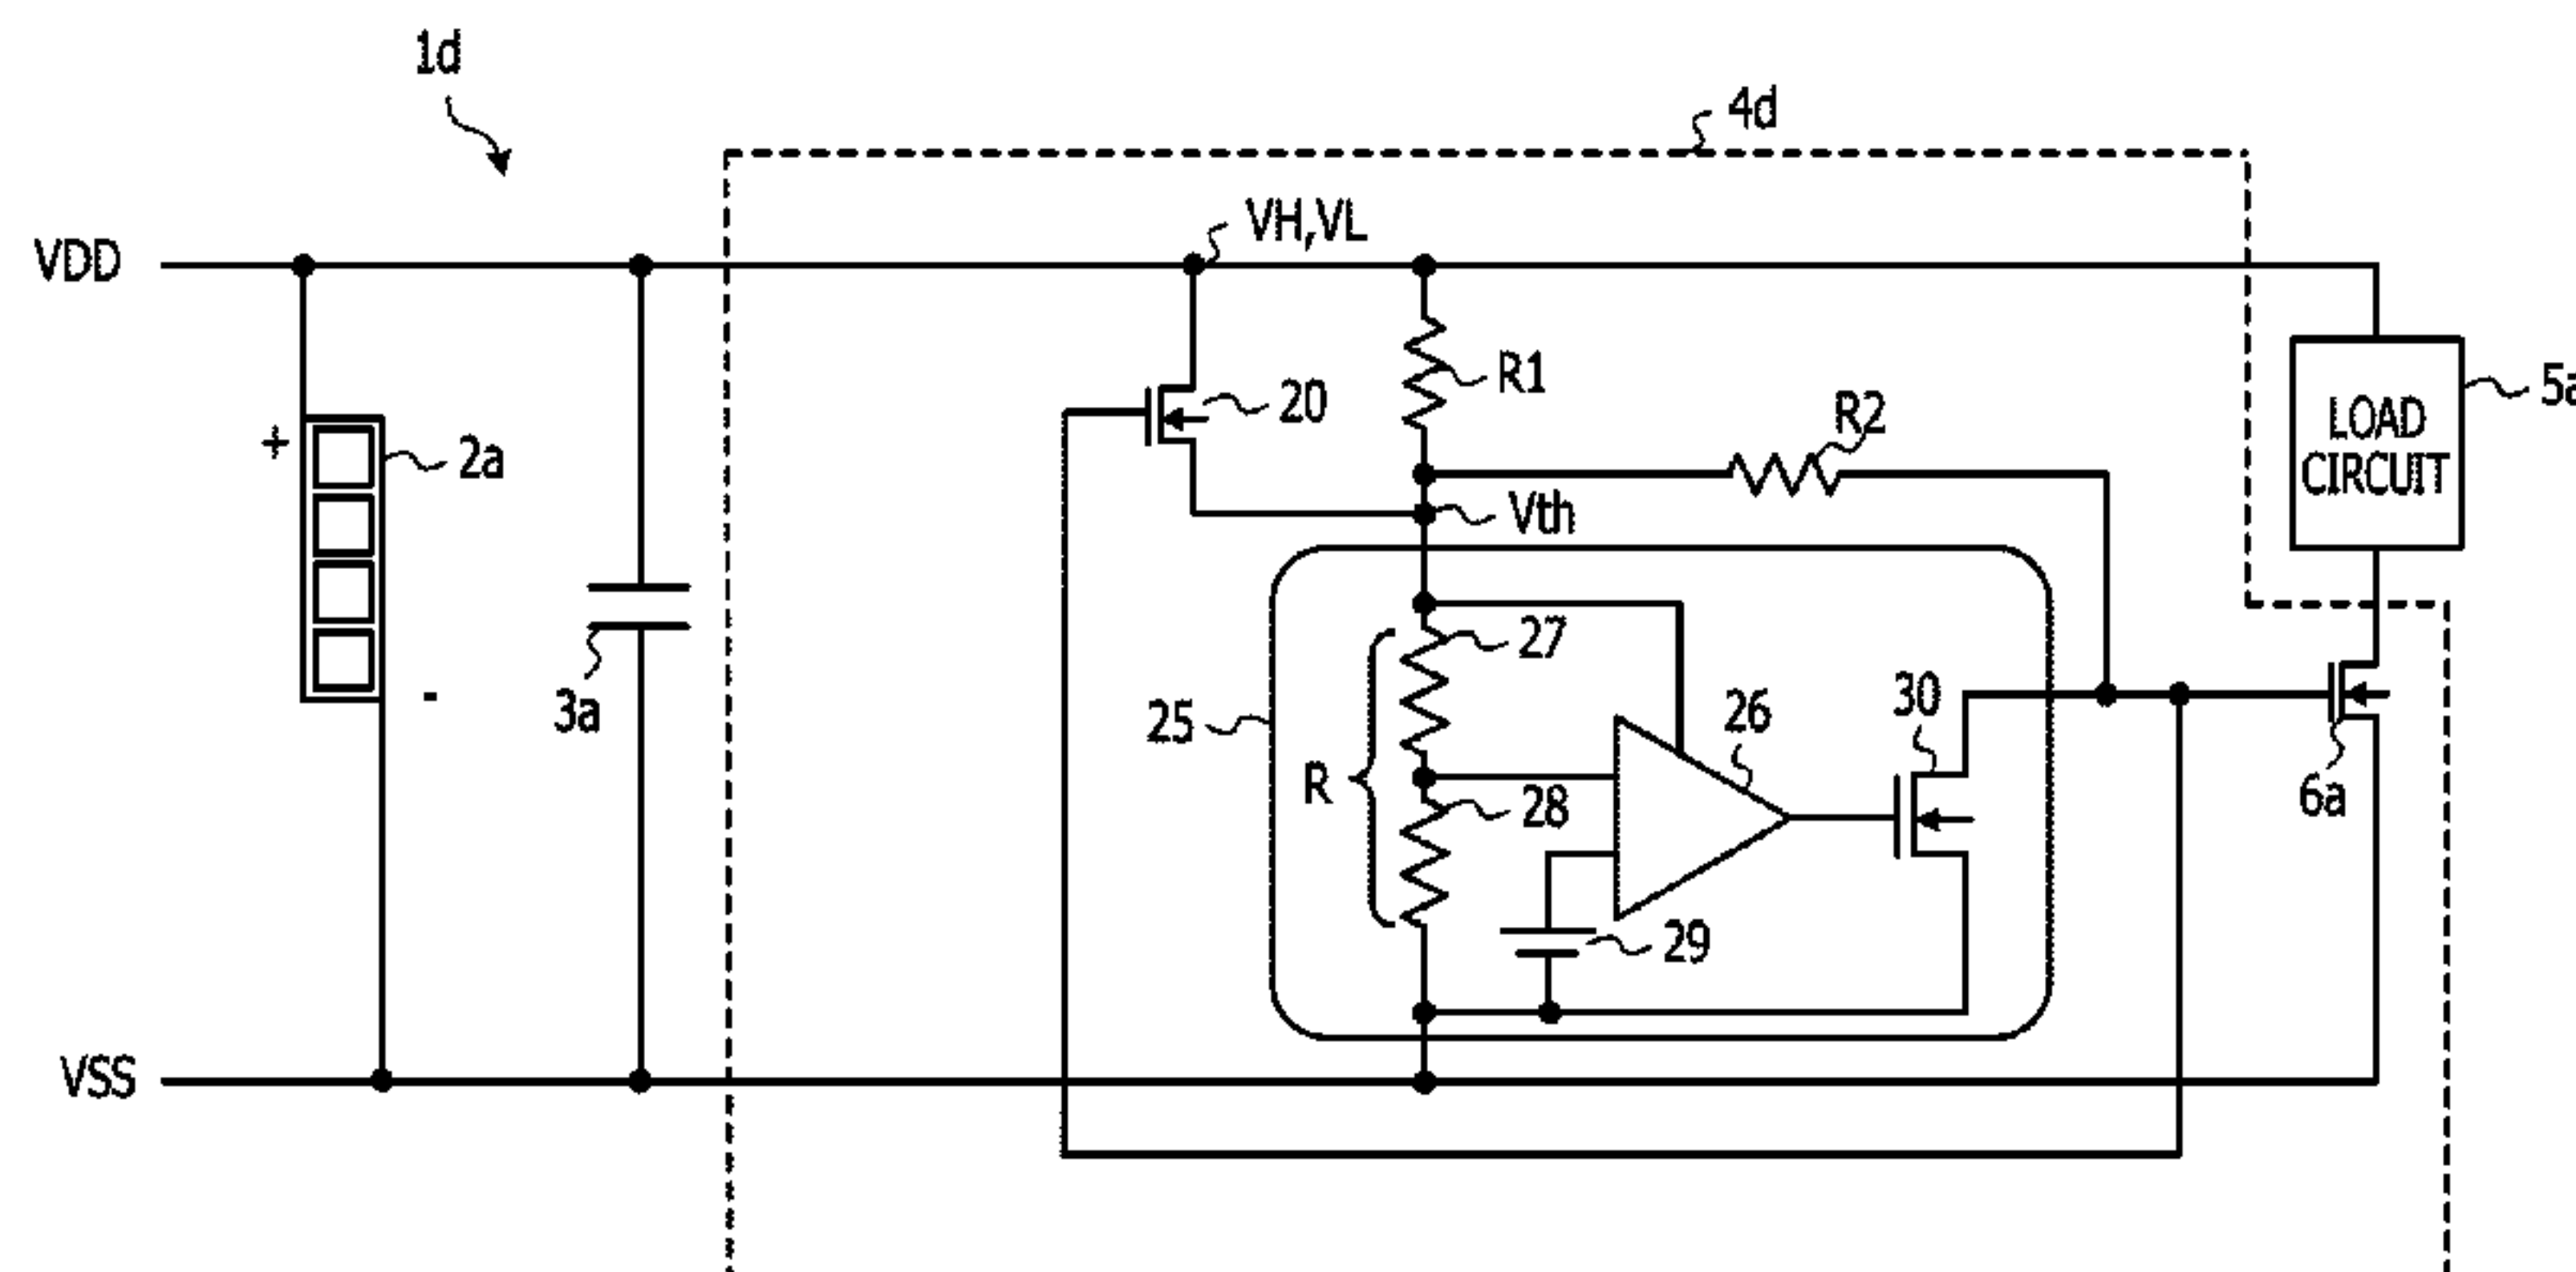 1d
4d
VH,VL
VDD
R1
20
R2
5a
LOAD
CIRCUIT
+
2a
Vth
27
25
26
30
3a
-
R
28
6a
29
VSS